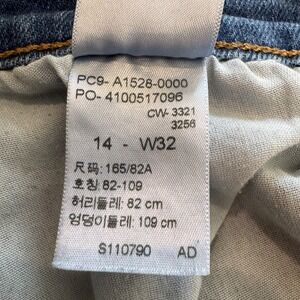 PC9- A1528-0000
PO- 4100517096
CW- 3321
3256
14 - W32
尺码: 165/82A
호칭: 82-109
허리둘레: 82 cm
엉덩이둘레: 109 cm
S110790 AD